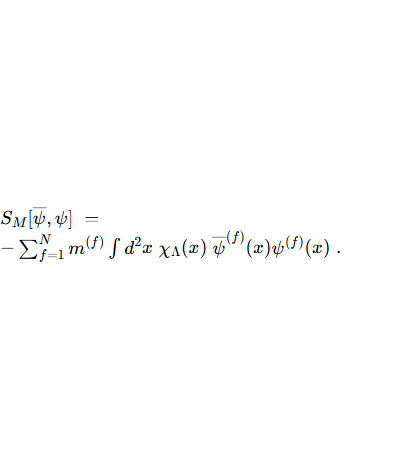 $S_M[\overline{\psi},\psi] \; = $
$- \sum_{f=1}^{N} m^{(f)} \int d^2x \; \chi_\Lambda(x) \; \overline{\psi}^{(f)}(x) \psi^{(f)}(x) \; .$